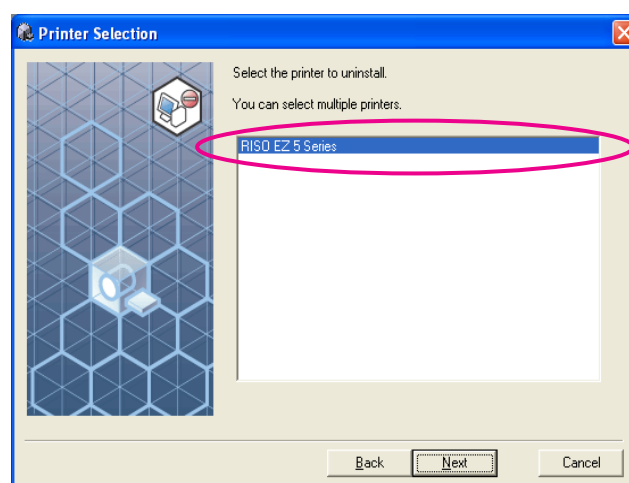 Printer Selection
Select the printer to uninstall.
You can select multiple printers.
RISO EZ 5 Series
Back
Next
Cancel